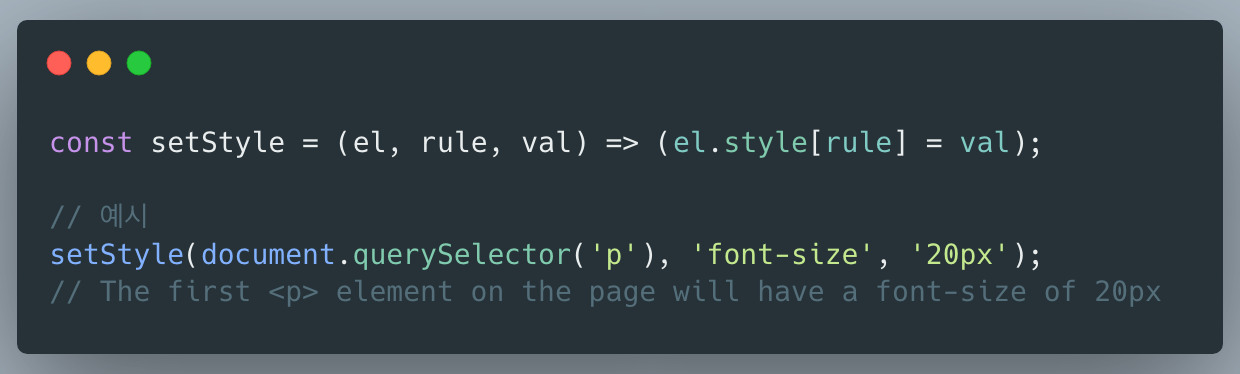 const setStyle = (el, rule, val) => (el.style[rule] = val);
// 예시
setStyle(document.querySelector('p'), 'font-size', '20px');
// The first <p> element on the page will have a font-size of 20px